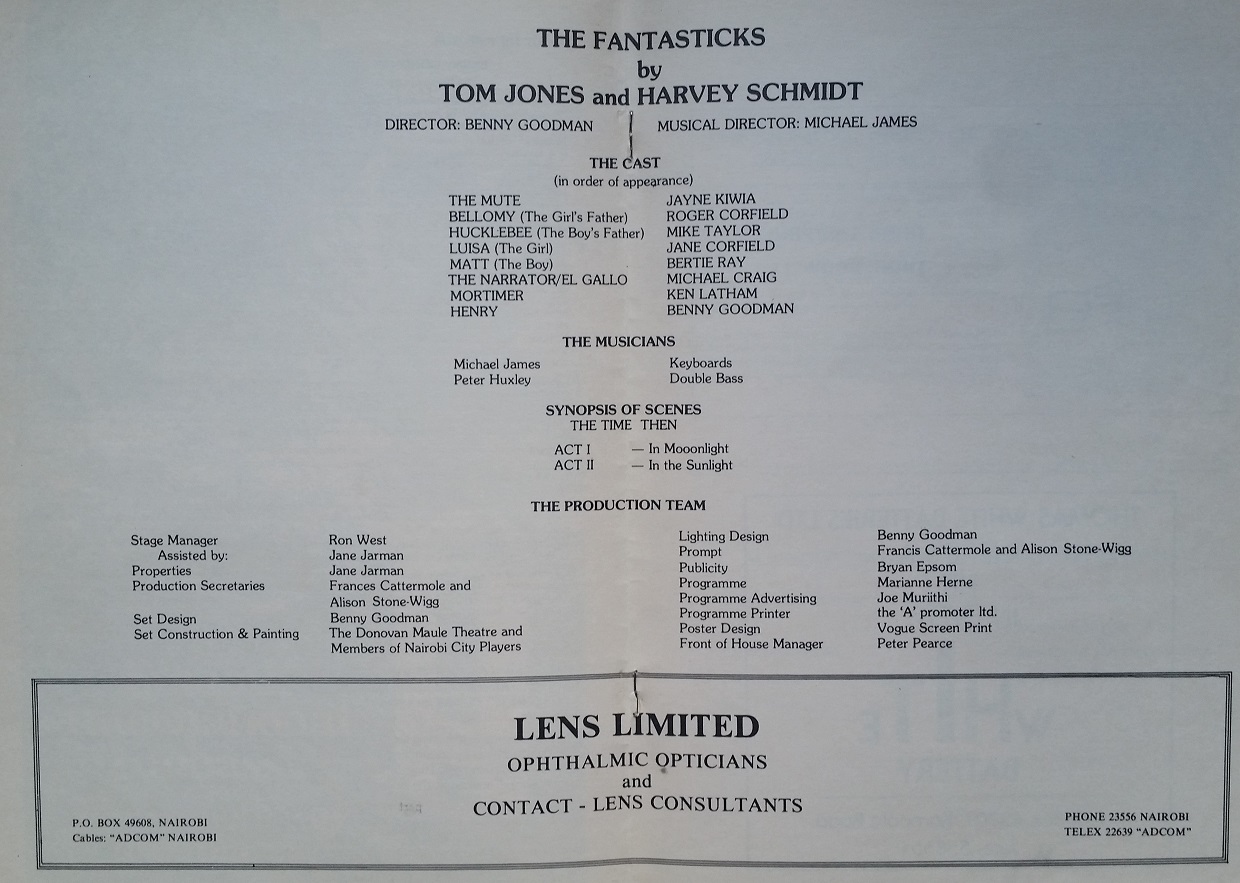 THE FANTASTICKS
by
TOM JONES and HARVEY SCHMIDT
DIRECTOR: BENNY GOODMAN MUSICAL DIRECTOR: MICHAEL JAMES
THE CAST
(in order of appearance)
THE MUTE JAYNE KIWIA
BELLOMY (The Girl's Father) ROGER CORFIELD
HUCKLEBEE (The Boy's Father) MIKE TAYLOR
LUISA (The Girl) JANE CORFIELD
MATT (The Boy) BERTIE RAY
THE NARRATOR/EL GALLO MICHAEL CRAIG
MORTIMER KEN LATHAM
HENRY BENNY GOODMAN
THE MUSICIANS
Michael James Keyboards
Peter Huxley Double Bass
SYNOPSIS OF SCENES
THE TIME THEN
ACT I — In Mooonlight
ACT II — In the Sunlight
THE PRODUCTION TEAM
Stage Manager Ron West
Assisted by: Jane Jarman
Properties Jane Jarman
Production Secretaries Frances Cattermole and
Alison Stone-Wigg
Set Design Benny Goodman
Set Construction & Painting The Donovan Maule Theatre and
Members of Nairobi City Players
Lighting Design Benny Goodman
Prompt Francis Cattermole and Alison Stone-Wigg
Publicity Bryan Epsom
Programme Marianne Herne
Programme Advertising Joe Muriithi
Programme Printer the 'A' promoter ltd.
Poster Design Vogue Screen Print
Front of House Manager Peter Pearce
LENS LIMITED
OPHTHALMIC OPTICIANS
and
CONTACT - LENS CONSULTANTS
P.O. BOX 49608, NAIROBI
Cables: "ADCOM" NAIROBI
PHONE 23556 NAIROBI
TELEX 22639 "ADCOM"